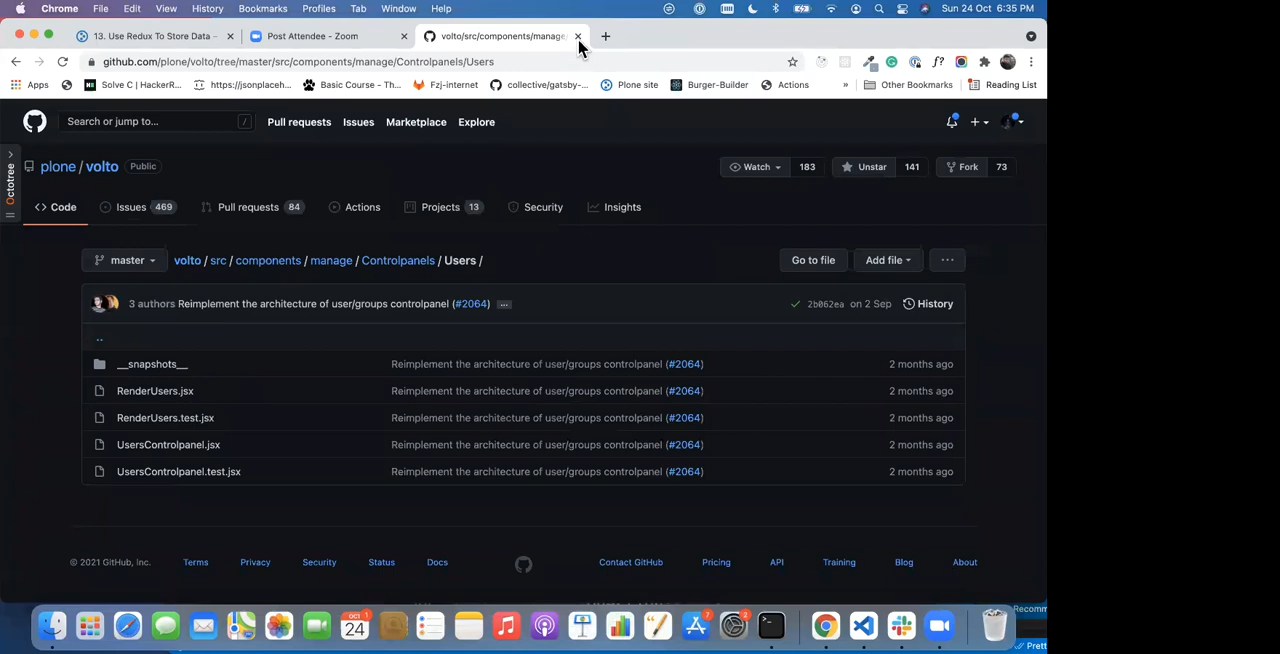 Chrome File Edit View History Bookmarks Profiles Tab Window Help Sun 24 Oct 6:35 PM
13. Use Redux To Store Data – Post Attendee - Zoom volto/src/components/manage/
github.com/plone/volto/tree/master/src/components/manage/Controlpanels/Users
Apps Solve C | HackerR... https://jsonplaceh... Basic Course – Th... Fzj-internet collective/gatsby-... Plone site Burger-Builder Actions » Other Bookmarks Reading List
Search or jump to... / Pull requests Issues Marketplace Explore
Octotree
plone / volto Public Watch 183 Unstar 141 Fork 73
Code Issues 469 Pull requests 84 Actions Projects 13 Security Insights
master volto / src / components / manage / Controlpanels / Users / Go to file Add file ...
3 authors Reimplement the architecture of user/groups controlpanel (#2064) ... 2b062ea on 2 Sep History
..
__snapshots__ Reimplement the architecture of user/groups controlpanel (#2064) 2 months ago
RenderUsers.jsx Reimplement the architecture of user/groups controlpanel (#2064) 2 months ago
RenderUsers.test.jsx Reimplement the architecture of user/groups controlpanel (#2064) 2 months ago
UsersControlpanel.jsx Reimplement the architecture of user/groups controlpanel (#2064) 2 months ago
UsersControlpanel.test.jsx Reimplement the architecture of user/groups controlpanel (#2064) 2 months ago
© 2021 GitHub, Inc. Terms Privacy Security Status Docs Contact GitHub Pricing API Training Blog About
OCT 24 1 7 2
Recomm
Prett